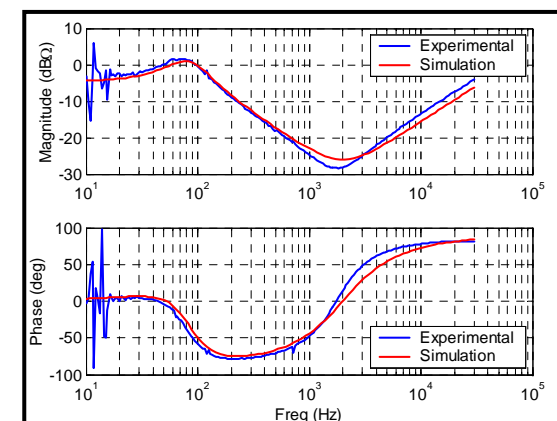 Magnitude (dBΩ)
10
0
-10
-20
-30
Experimental
Simulation
10^1
10^2
10^3
10^4
10^5
Phase (deg)
100
50
0
-50
-100
Experimental
Simulation
10^1
10^2
10^3
10^4
10^5
Freq (Hz)